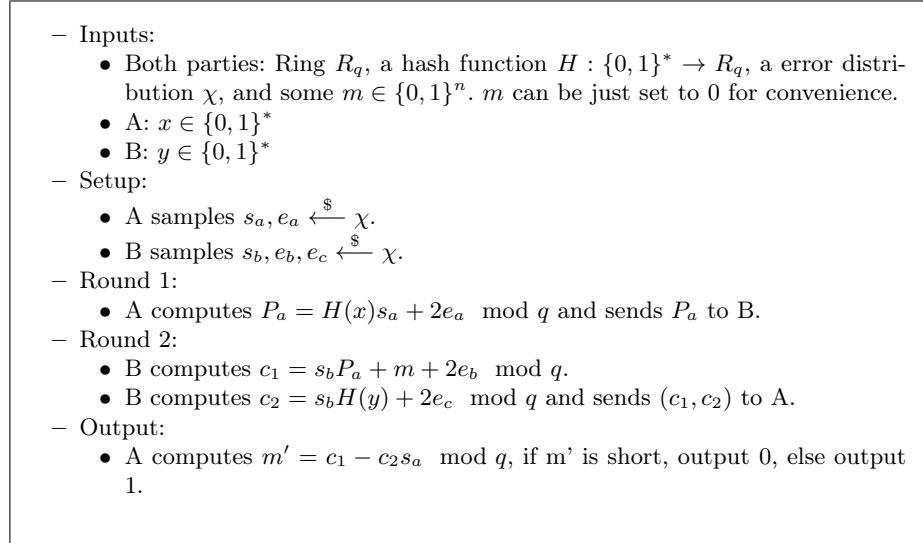 – Inputs:
• Both parties: Ring R_q, a hash function H : {0, 1}* → R_q, a error distri-
bution χ, and some m ∈ {0, 1}ⁿ. m can be just set to 0 for convenience.
• A: x ∈ {0, 1}*
• B: y ∈ {0, 1}*
– Setup:
• A samples s_a, e_a ←$ χ.
• B samples s_b, e_b, e_c ←$ χ.
– Round 1:
• A computes P_a = H(x)s_a + 2e_a mod q and sends P_a to B.
– Round 2:
• B computes c_1 = s_bP_a + m + 2e_b mod q.
• B computes c_2 = s_bH(y) + 2e_c mod q and sends (c_1, c_2) to A.
– Output:
• A computes m′ = c_1 − c_2s_a mod q, if m' is short, output 0, else output
1.